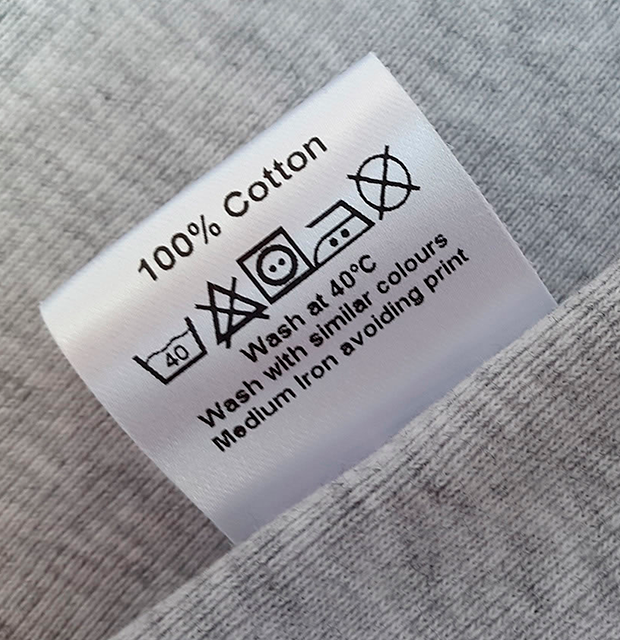 100% Cotton
40
Wash at 40°C
Wash with similar colours
Medium Iron avoiding print